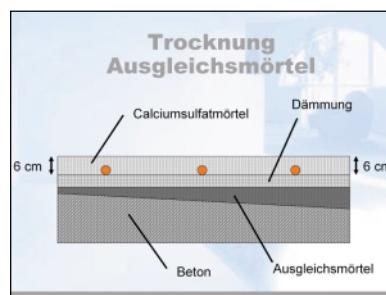 Trocknung
Ausgleichsmörtel
Calciumsulfatmörtel
Dämmung
6 cm
6 cm
Beton
Ausgleichsmörtel